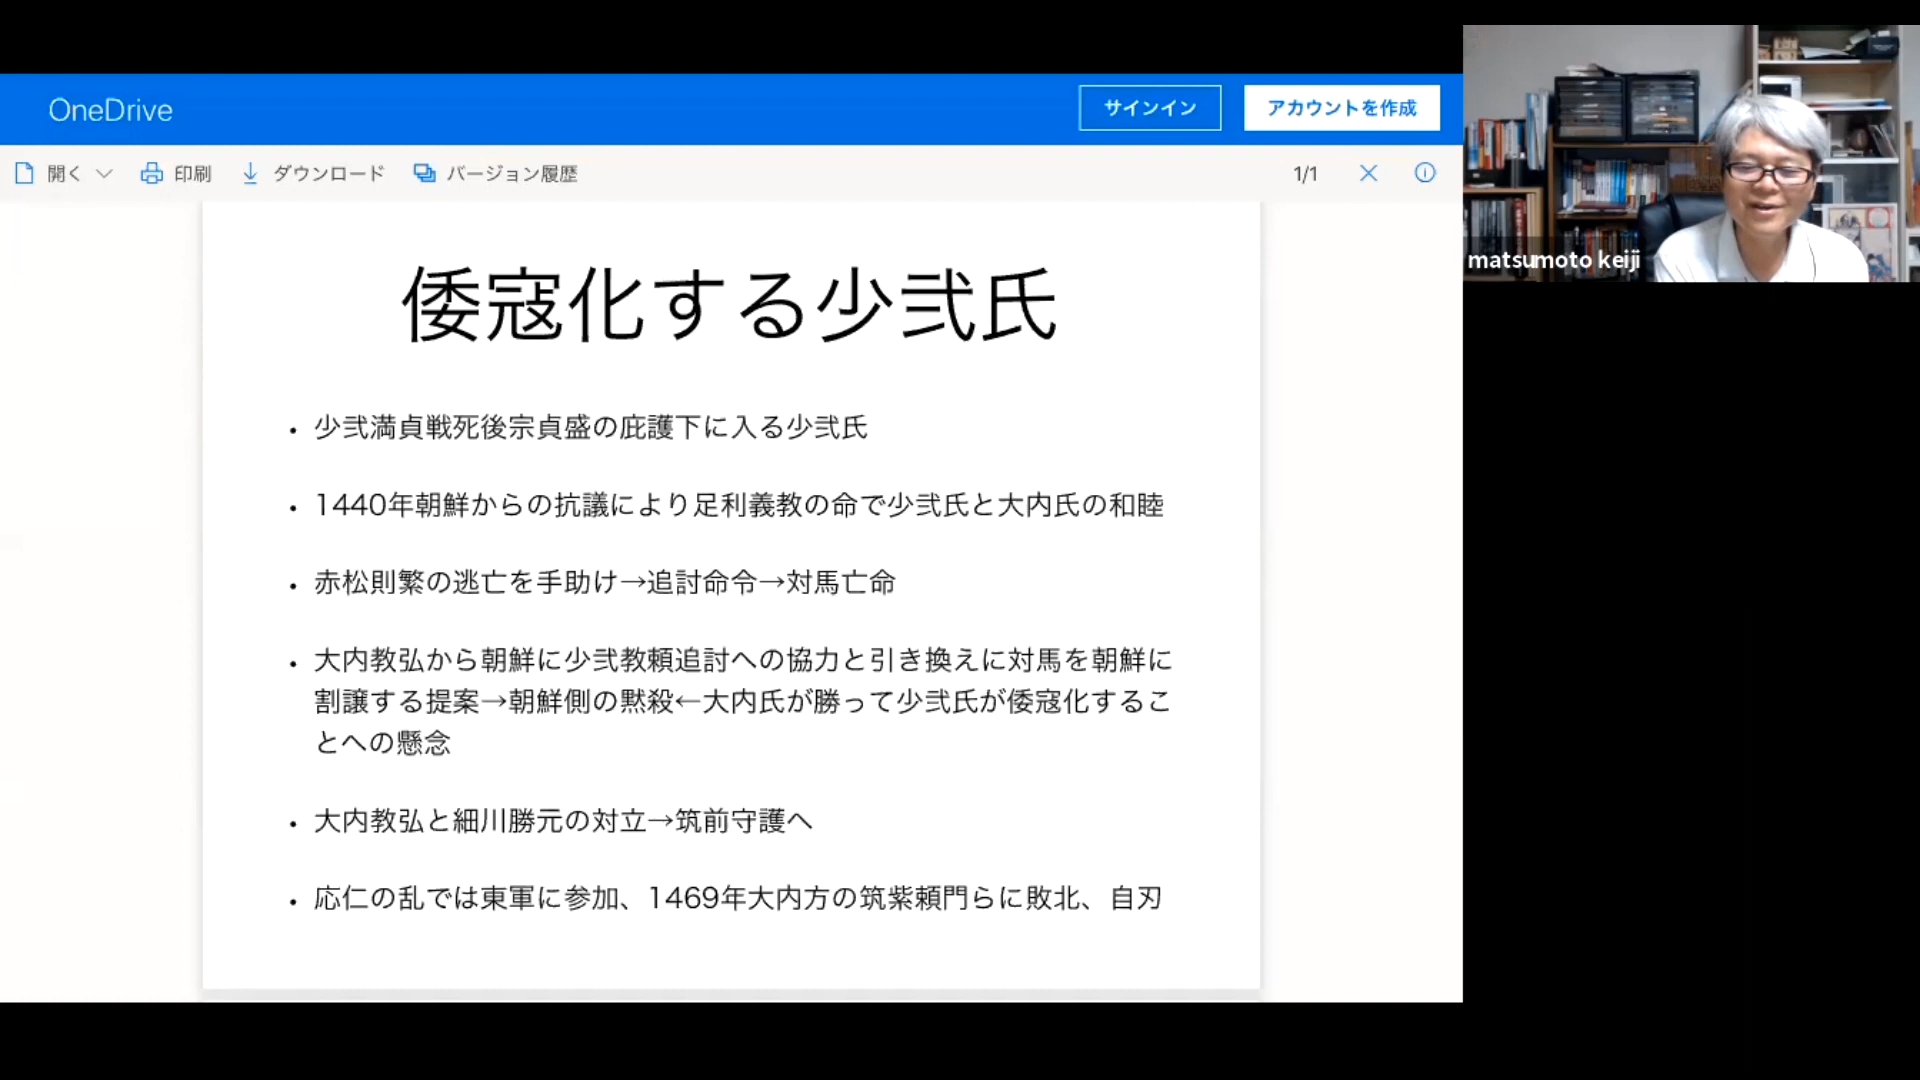 OneDrive
サインイン
アカウントを作成
開く
印刷
ダウンロード
バージョン履歴
1/1
matsumoto keiji
倭寇化する少弐氏
• 少弐満貞戦死後宗貞盛の庇護下に入る少弐氏
• 1440年朝鮮からの抗議により足利義教の命で少弐氏と大内氏の和睦
• 赤松則繁の逃亡を手助け→追討命令→対馬亡命
• 大内教弘から朝鮮に少弐教頼追討への協力と引き換えに対馬を朝鮮に
割譲する提案→朝鮮側の黙殺←大内氏が勝って少弐氏が倭寇化するこ
とへの懸念
• 大内教弘と細川勝元の対立→筑前守護へ
• 応仁の乱では東軍に参加、1469年大内方の筑紫頼門らに敗北、自刃